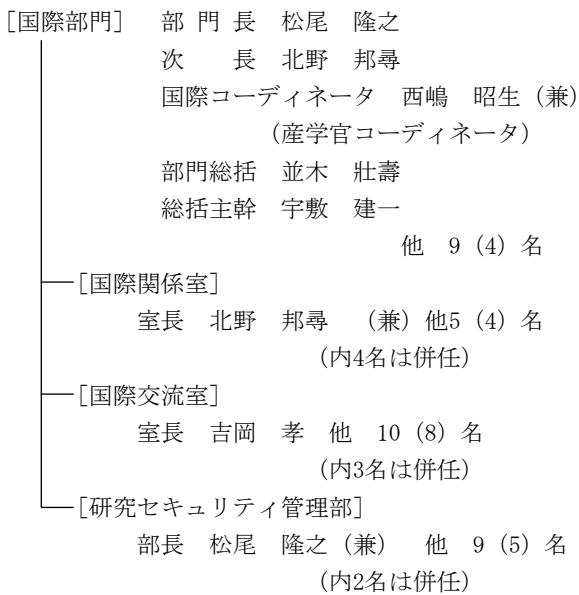 ［国際部門］ 部 門 長 松尾 隆之
次 長 北野 邦尋
国際コーディネータ 西嶋 昭生（兼）
（産学官コーディネータ）
部門総括 並木 壯壽
総括主幹 宇敷 建一
他 9（4）名
［国際関係室］
室長 北野 邦尋 （兼）他5（4）名
（内4名は併任）
［国際交流室］
室長 吉岡 孝 他 10（8）名
（内3名は併任）
［研究セキュリティ管理部］
部長 松尾 隆之（兼） 他 9（5）名
（内2名は併任）